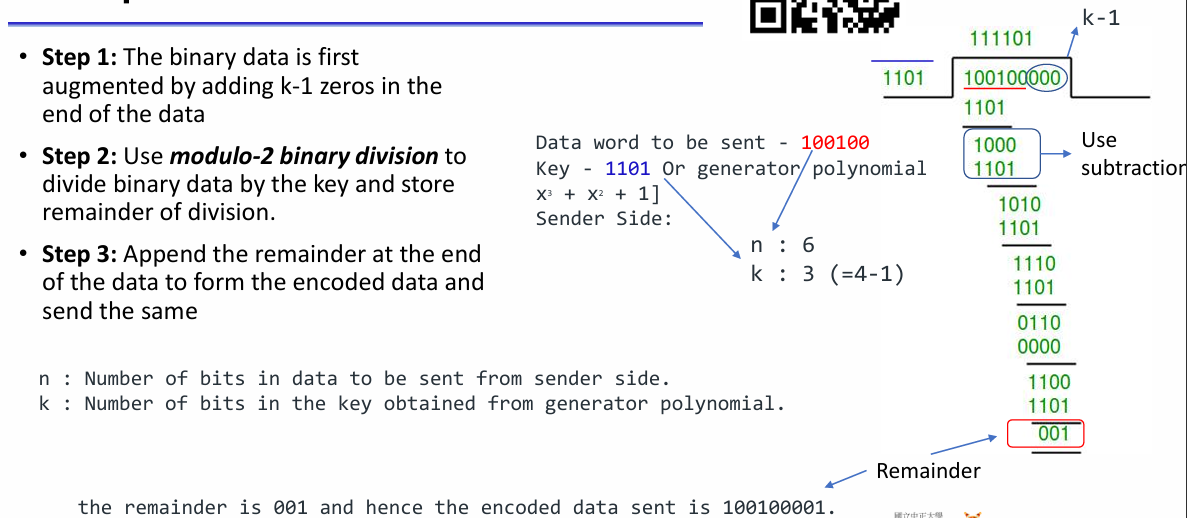 • Step 1: The binary data is first
augmented by adding k-1 zeros in the
end of the data
• Step 2: Use modulo-2 binary division to
divide binary data by the key and store
remainder of division.
• Step 3: Append the remainder at the end
of the data to form the encoded data and
send the same
Data word to be sent - 100100
Key - 1101 Or generator polynomial
x³ + x² + 1]
Sender Side:
n : 6
k : 3 (=4-1)
k-1
111101
1101 100100000
1101
1000
1101
Use
subtraction
1010
1101
1110
1101
0110
0000
1100
1101
001
Remainder
n : Number of bits in data to be sent from sender side.
k : Number of bits in the key obtained from generator polynomial.
the remainder is 001 and hence the encoded data sent is 100100001.
國立中正大學